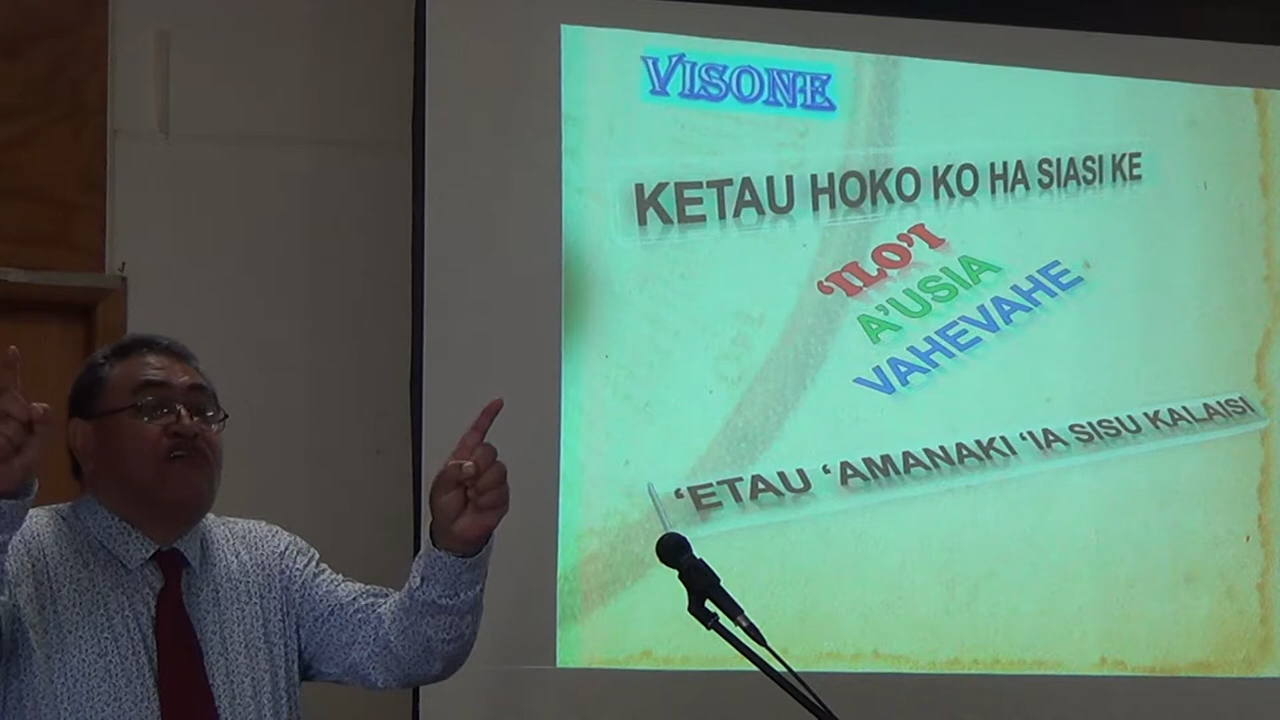 VISONE
KETAU HOKO KO HA SIASI KE
‘ILO’I
A’USIA
VAHEVAHE
‘ETAU ‘AMANAKI ‘IA SISU KALAISI